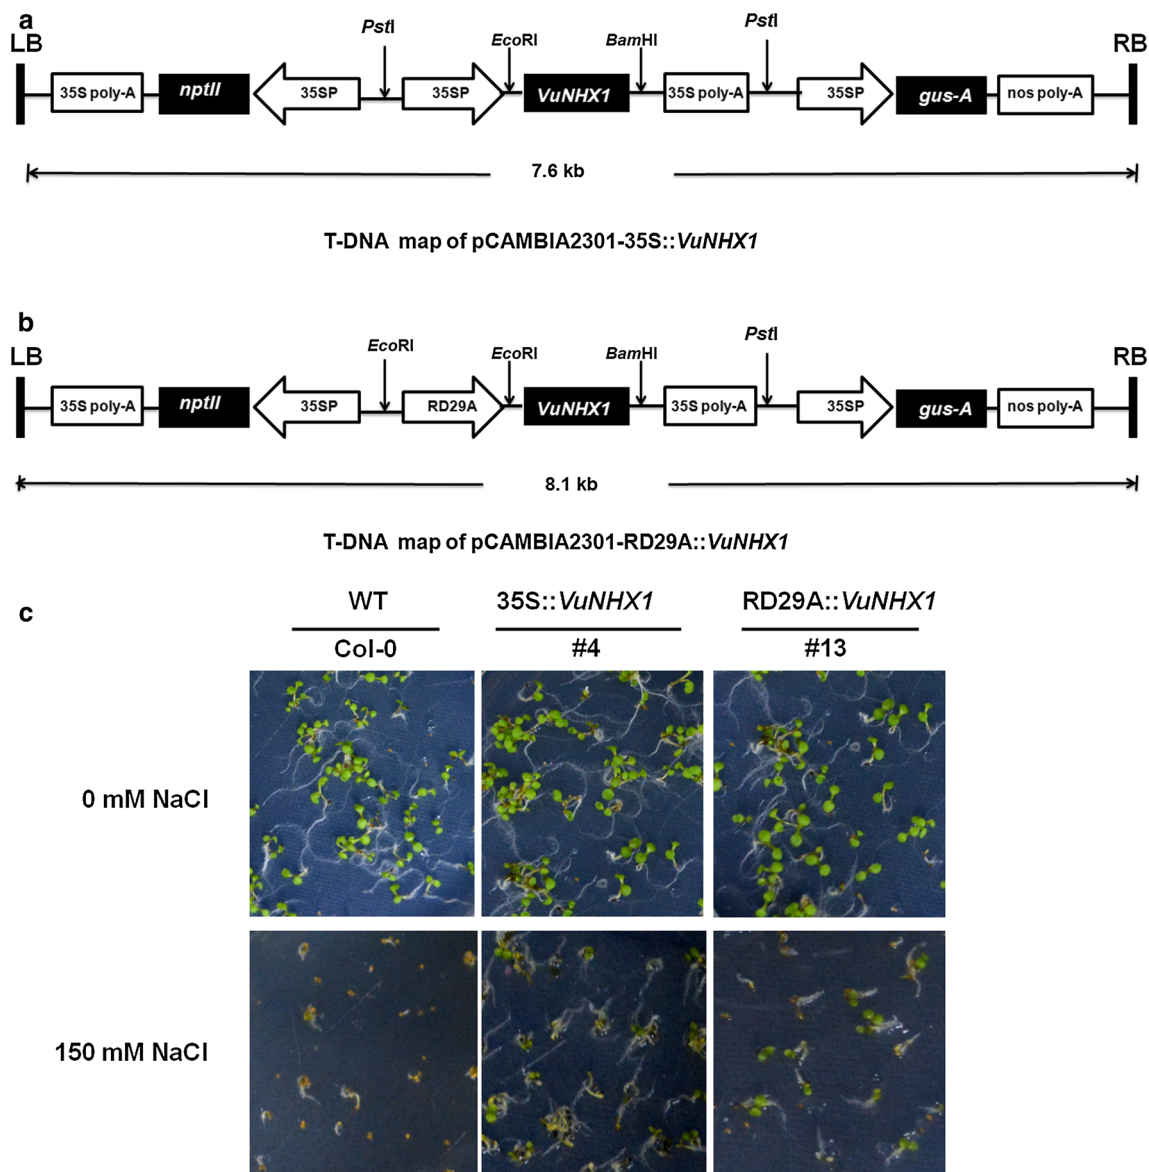 a
LB
PstI
EcoRI
BamHI
PstI
RB
35S poly-A
nptII
35SP
35SP
VuNHX1
35S poly-A
35SP
gus-A
nos poly-A
7.6 kb
T-DNA map of pCAMBIA2301-35S::VuNHX1
b
LB
EcoRI
EcoRI
BamHI
PstI
RB
35S poly-A
nptII
35SP
RD29A
VuNHX1
35S poly-A
35SP
gus-A
nos poly-A
8.1 kb
T-DNA map of pCAMBIA2301-RD29A::VuNHX1
c
WT
35S::VuNHX1
RD29A::VuNHX1
Col-0
#4
#13
0 mM NaCl
150 mM NaCl